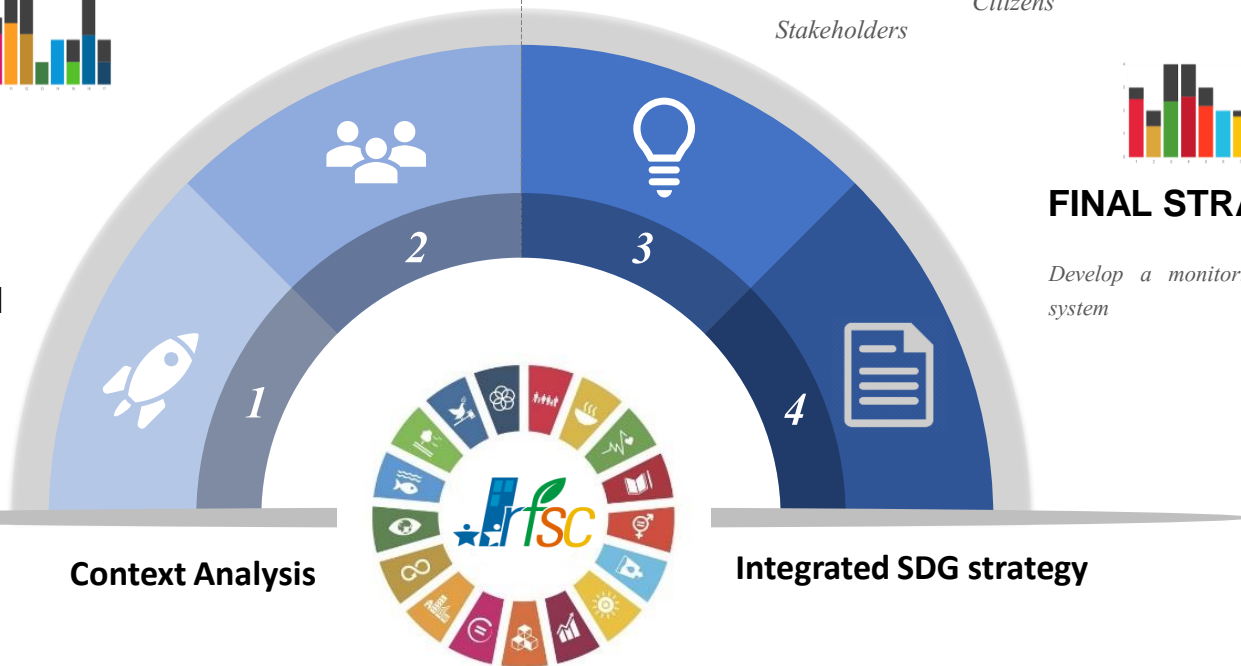 Citizens
Stakeholders
FINAL STRA
Develop a monitor
system
2
3
1
4
rfsc
Context Analysis
Integrated SDG strategy